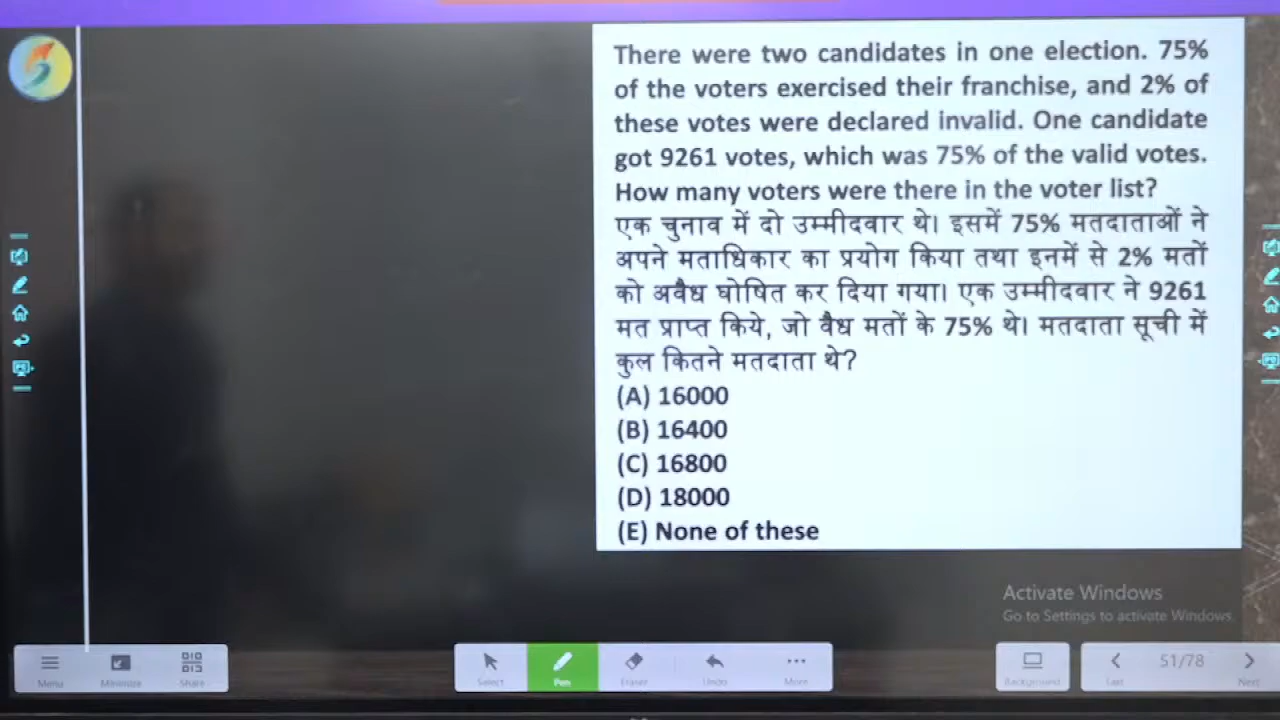 There were two candidates in one election. 75%
of the voters exercised their franchise, and 2% of
these votes were declared invalid. One candidate
got 9261 votes, which was 75% of the valid votes.
How many voters were there in the voter list?
एक चुनाव में दो उम्मीदवार थे। इसमें 75% मतदाताओं ने
अपने मताधिकार का प्रयोग किया तथा इनमें से 2% मतों
को अवैध घोषित कर दिया गया। एक उम्मीदवार ने 9261
मत प्राप्त किये, जो वैध मतों के 75% थे। मतदाता सूची में
कुल कितने मतदाता थे?
(A) 16000
(B) 16400
(C) 16800
(D) 18000
(E) None of these
Activate Windows
Go to Settings to activate Windows.
Menu Minimize Share Select Pen Eraser Undo More Background Last 51/78 Next